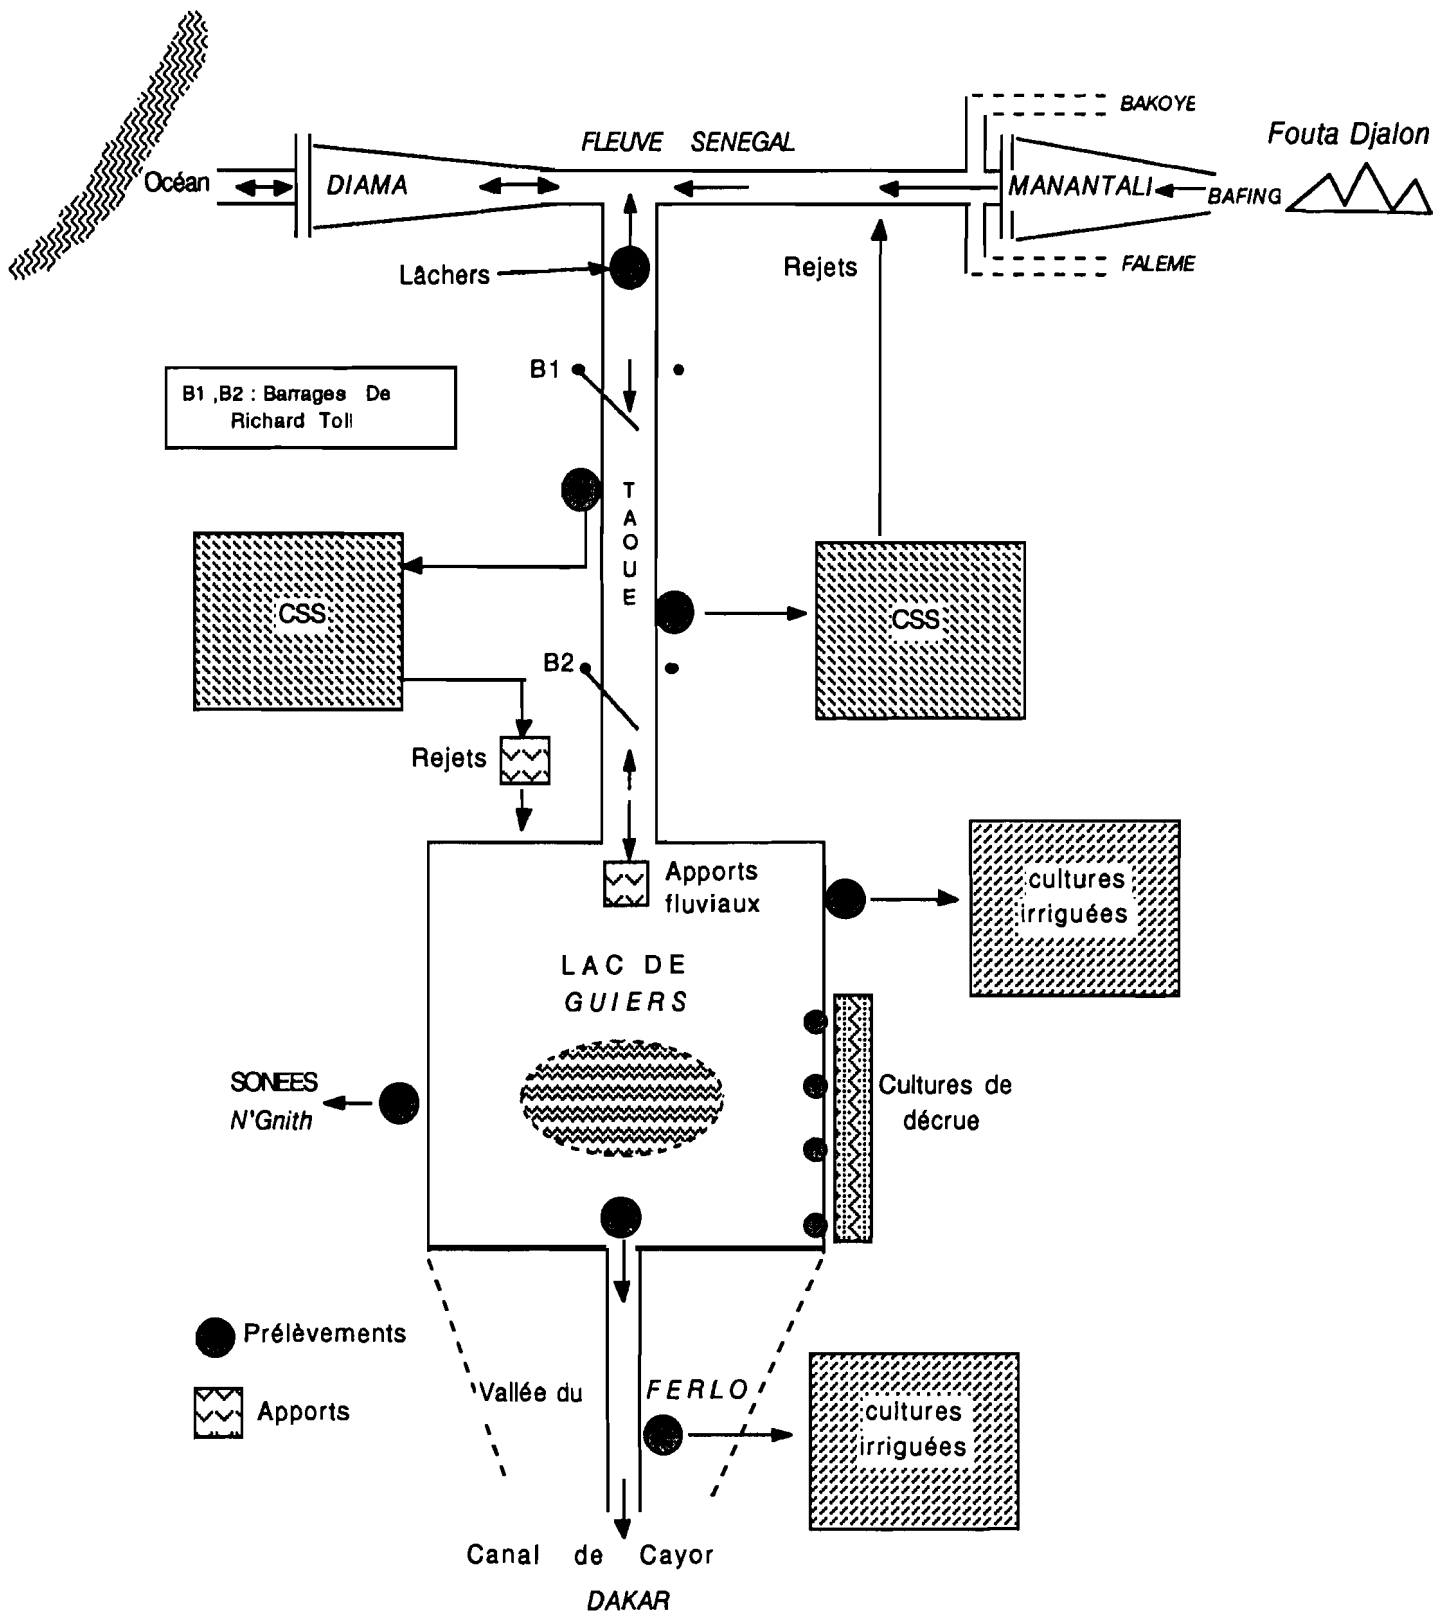 BAKOYE
Fouta Djalon
FLEUVE SENEGAL
Océan
DIAMA
MANANTALI
BAFING
Lâchers
Rejets
FALEME
B1
B1 ,B2 : Barrages De
Richard Toll
TAOUE
CSS
CSS
B2
Rejets
Apports
fluviaux
cultures
irriguées
LAC DE
GUIERS
SONEES
N'Gnith
Cultures de
décrue
Prélèvements
Apports
Vallée du FERLO
cultures
irriguées
Canal de Cayor
DAKAR